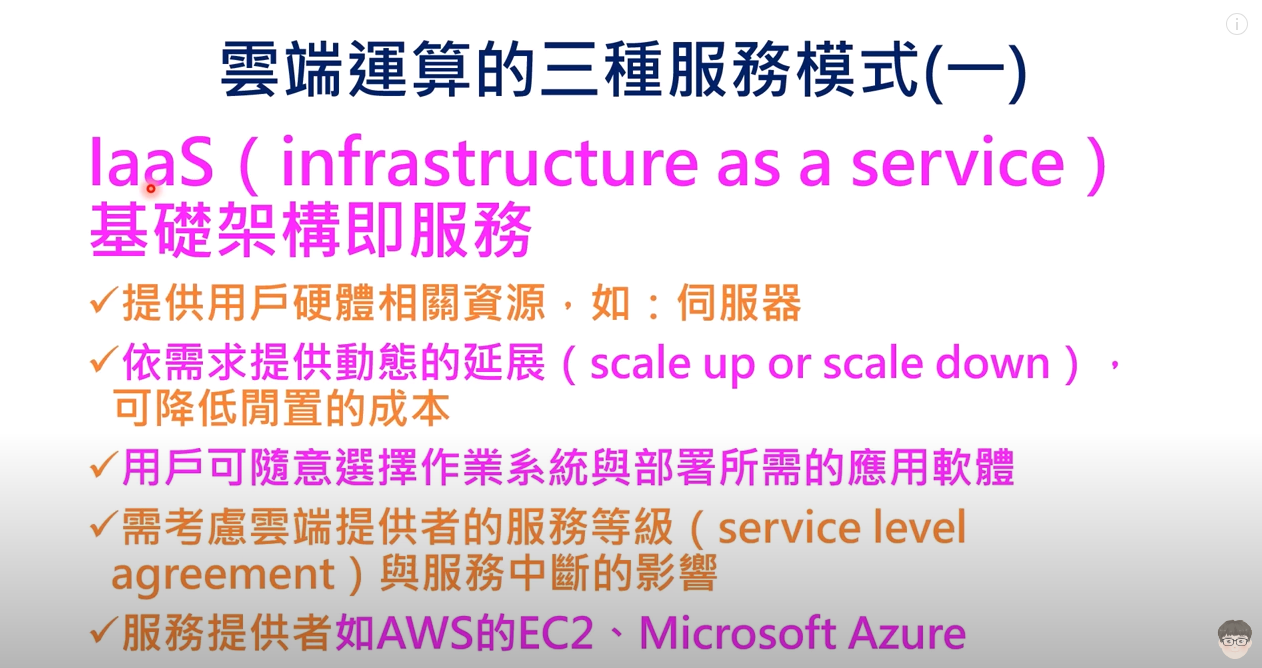 雲端運算的三種服務模式(一)
IaaS（infrastructure as a service）
基礎架構即服務
✓提供用戶硬體相關資源，如：伺服器
✓依需求提供動態的延展（scale up or scale down），
可降低閒置的成本
✓用戶可隨意選擇作業系統與部署所需的應用軟體
✓需考慮雲端提供者的服務等級（service level
agreement）與服務中斷的影響
✓服務提供者如AWS的EC2、Microsoft Azure